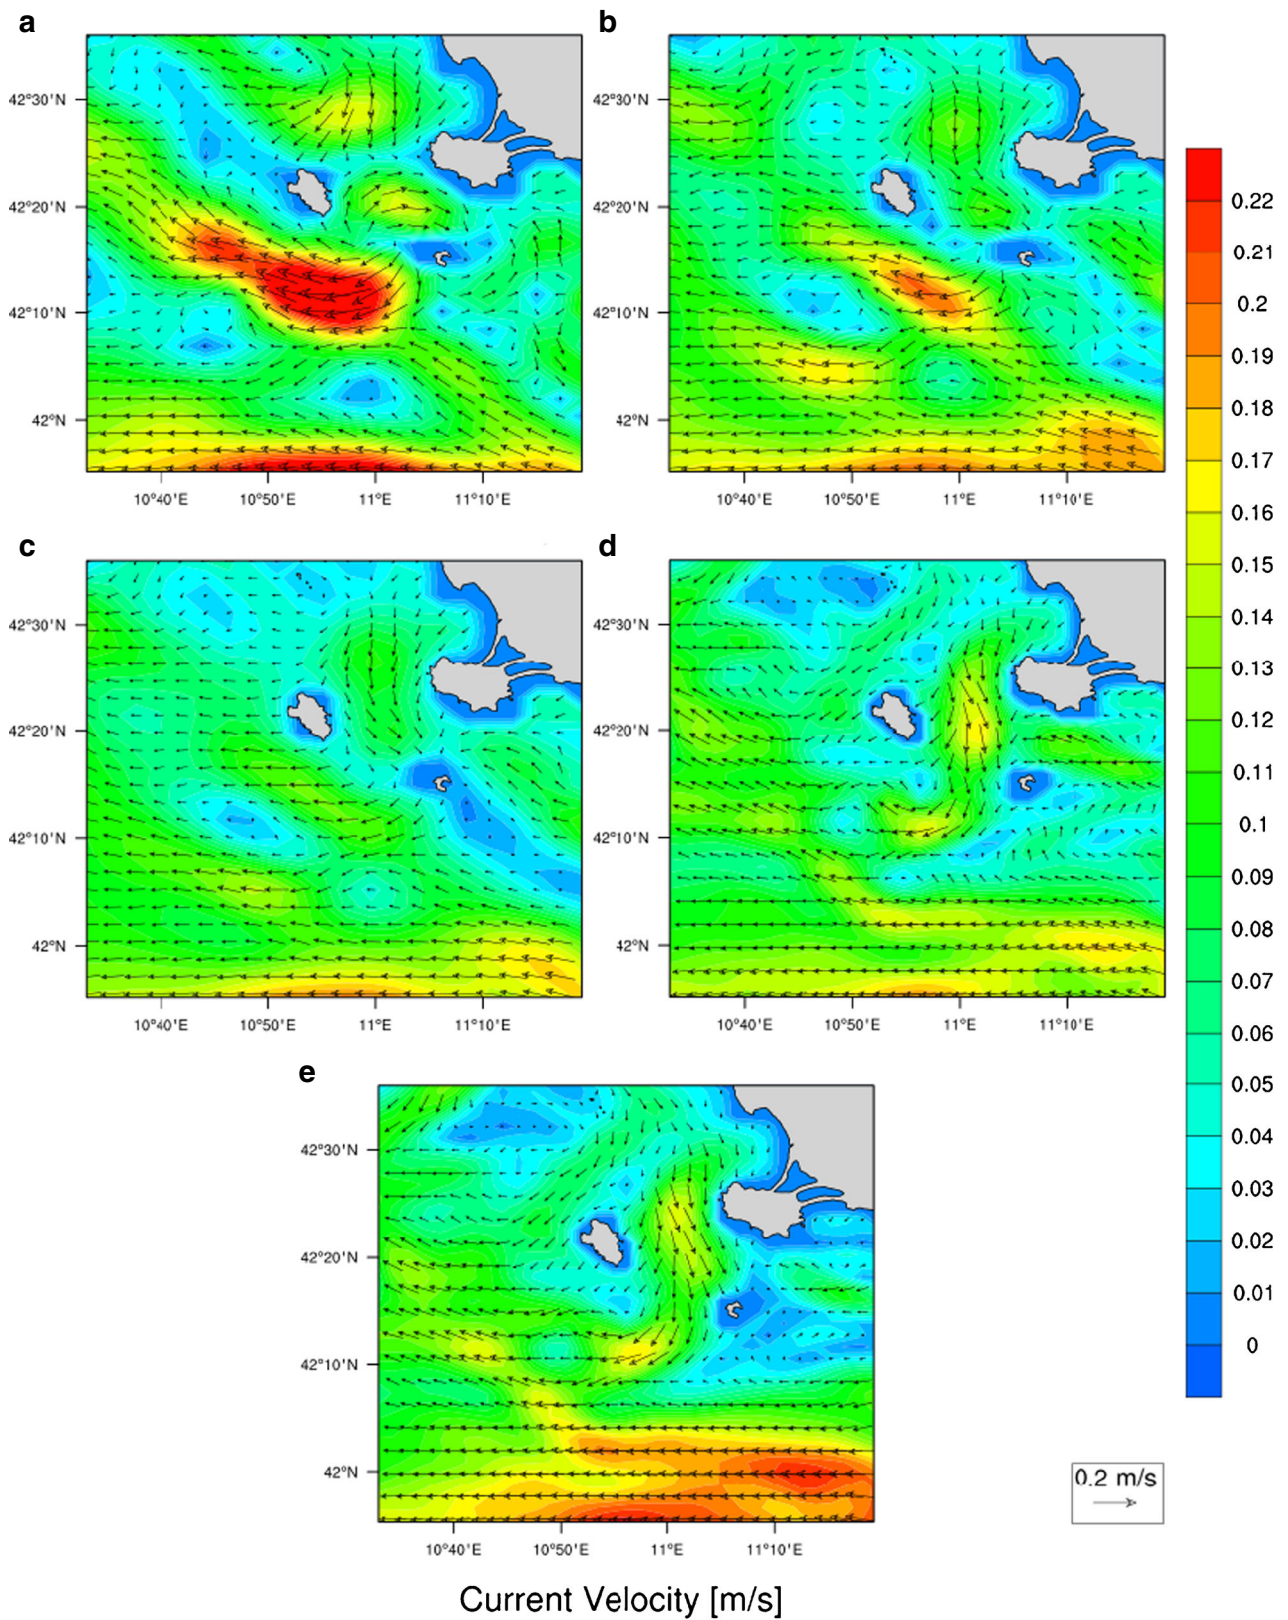 a
b
42°30'N
42°20'N
42°10'N
42°N
10°40'E
10°50'E
11°E
11°10'E
42°30'N
42°20'N
42°10'N
42°N
10°40'E
10°50'E
11°E
11°10'E
c
d
42°30'N
42°20'N
42°10'N
42°N
10°40'E
10°50'E
11°E
11°10'E
42°30'N
42°20'N
42°10'N
42°N
10°40'E
10°50'E
11°E
11°10'E
e
42°30'N
42°20'N
42°10'N
42°N
10°40'E
10°50'E
11°E
11°10'E
0.22
0.21
0.2
0.19
0.18
0.17
0.16
0.15
0.14
0.13
0.12
0.11
0.1
0.09
0.08
0.07
0.06
0.05
0.04
0.03
0.02
0.01
0
0.2 m/s
Current Velocity [m/s]